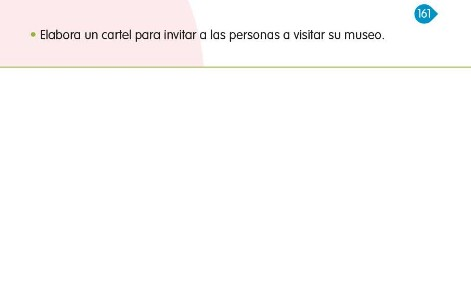 161
• Elabora un cartel para invitar a las personas a visitar su museo.